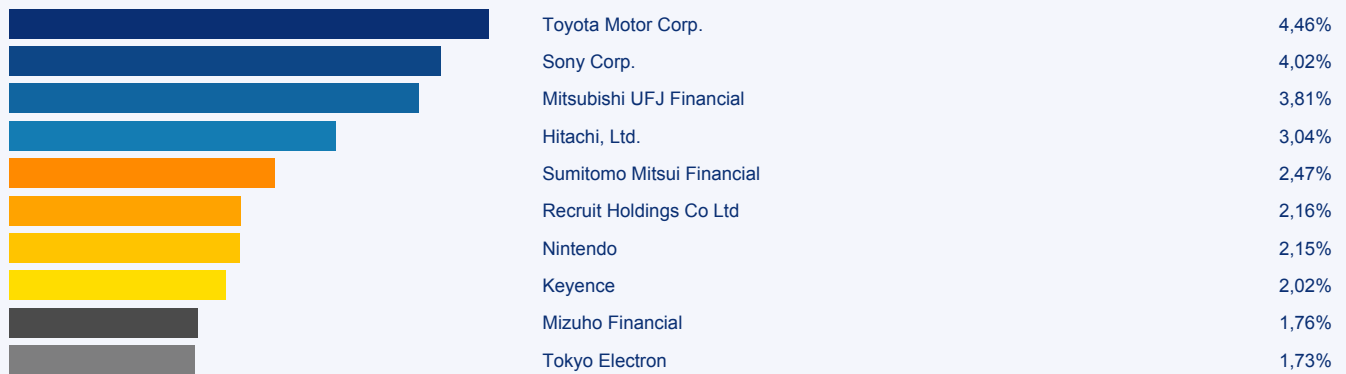 Toyota Motor Corp. 4,46%
Sony Corp. 4,02%
Mitsubishi UFJ Financial 3,81%
Hitachi, Ltd. 3,04%
Sumitomo Mitsui Financial 2,47%
Recruit Holdings Co Ltd 2,16%
Nintendo 2,15%
Keyence 2,02%
Mizuho Financial 1,76%
Tokyo Electron 1,73%